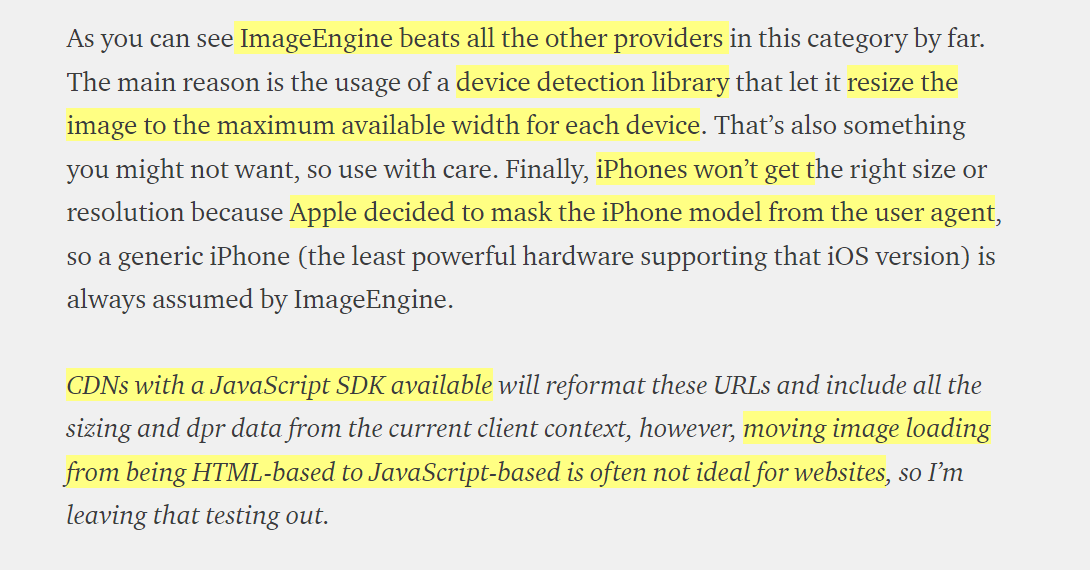 As you can see ImageEngine beats all the other providers in this category by far.
The main reason is the usage of a device detection library that let it resize the
image to the maximum available width for each device. That’s also something
you might not want, so use with care. Finally, iPhones won’t get the right size or
resolution because Apple decided to mask the iPhone model from the user agent,
so a generic iPhone (the least powerful hardware supporting that iOS version) is
always assumed by ImageEngine.
CDNs with a JavaScript SDK available will reformat these URLs and include all the
sizing and dpr data from the current client context, however, moving image loading
from being HTML-based to JavaScript-based is often not ideal for websites, so I’m
leaving that testing out.